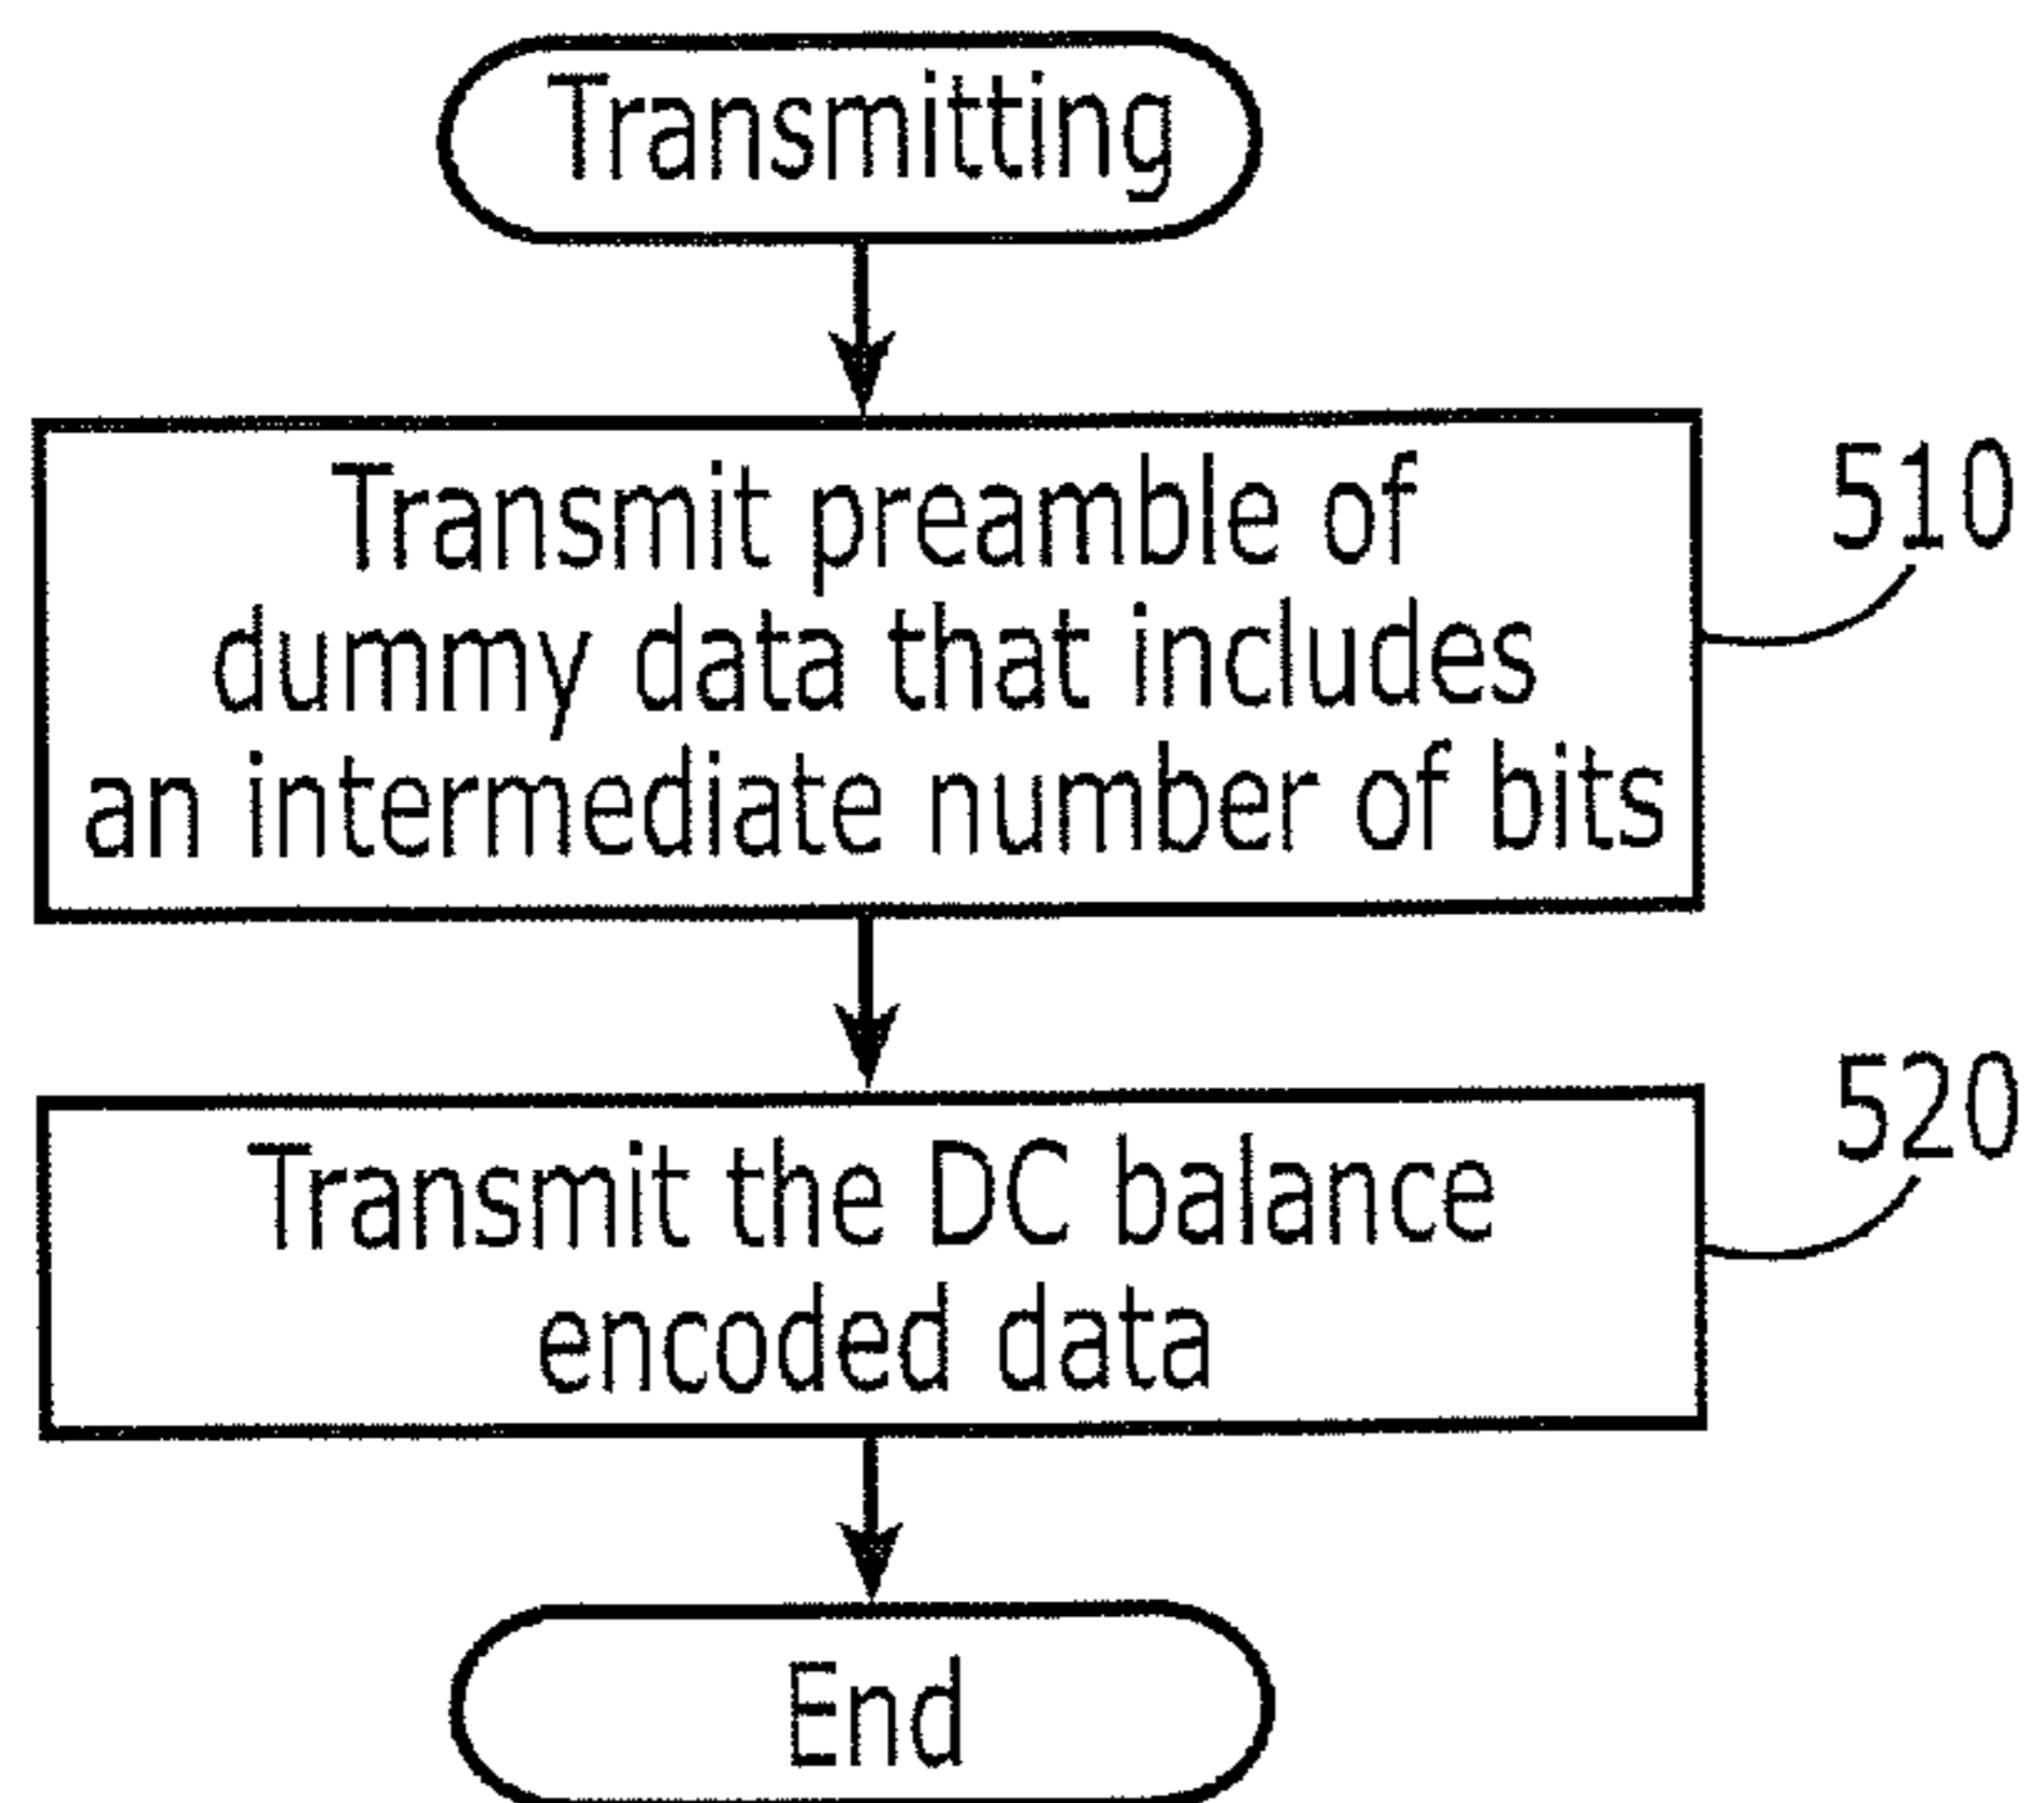 Transmitting
Transmit preamble of
dummy data that includes
an intermediate number of bits
510
Transmit the DC balance
encoded data
520
End